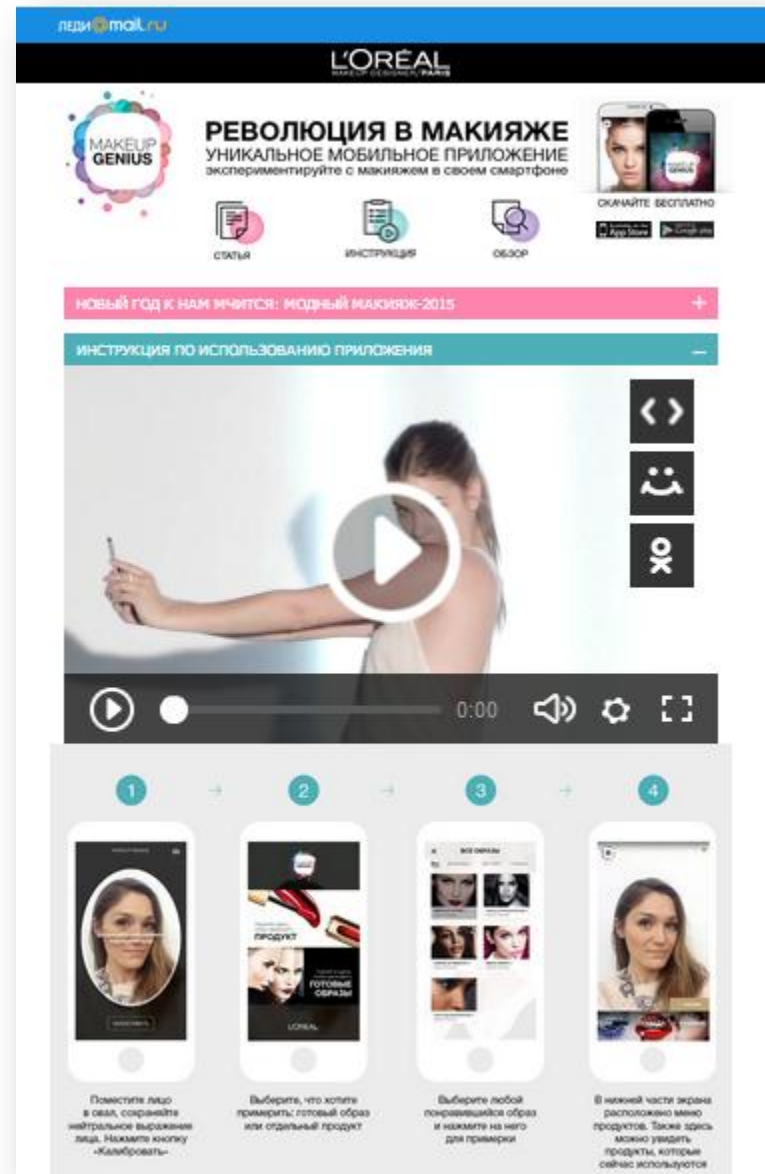 леди@mail.ru
L'ORÉAL
MAKEUP DESIGNER/PARIS
MAKEUP
GENIUS
РЕВОЛЮЦИЯ В МАКИЯЖЕ
УНИКАЛЬНОЕ МОБИЛЬНОЕ ПРИЛОЖЕНИЕ
экспериментируйте с макияжем в своем смартфоне
СКАЧАЙТЕ БЕСПЛАТНО
App Store
Google play
СТАТЬЯ
ИНСТРУКЦИЯ
ОБЗОР
НОВЫЙ ГОД К НАМ МЧИТСЯ: МОДНЫЙ МАКИЯЖ-2015 +
ИНСТРУКЦИЯ ПО ИСПОЛЬЗОВАНИЮ ПРИЛОЖЕНИЯ –
0:00
1 → 2 → 3 → 4
MAKEUP
GENIUS
ПРОДУКТ
ГОТОВЫЕ
ОБРАЗЫ
L'OREAL
ВСЕ ОБРАЗЫ
Поместите лицо
в овал, сохраняйте
нейтральное выражение
лица. Нажмите кнопку
«Калибровать»
Выберите, что хотите
примерить: готовый образ
или отдельный продукт
Выберите любой
понравившийся образ
и нажмите на него
для примерки
В нижней части экрана
расположено меню
продуктов. Также здесь
можно увидеть
продукты, которые
сейчас используются